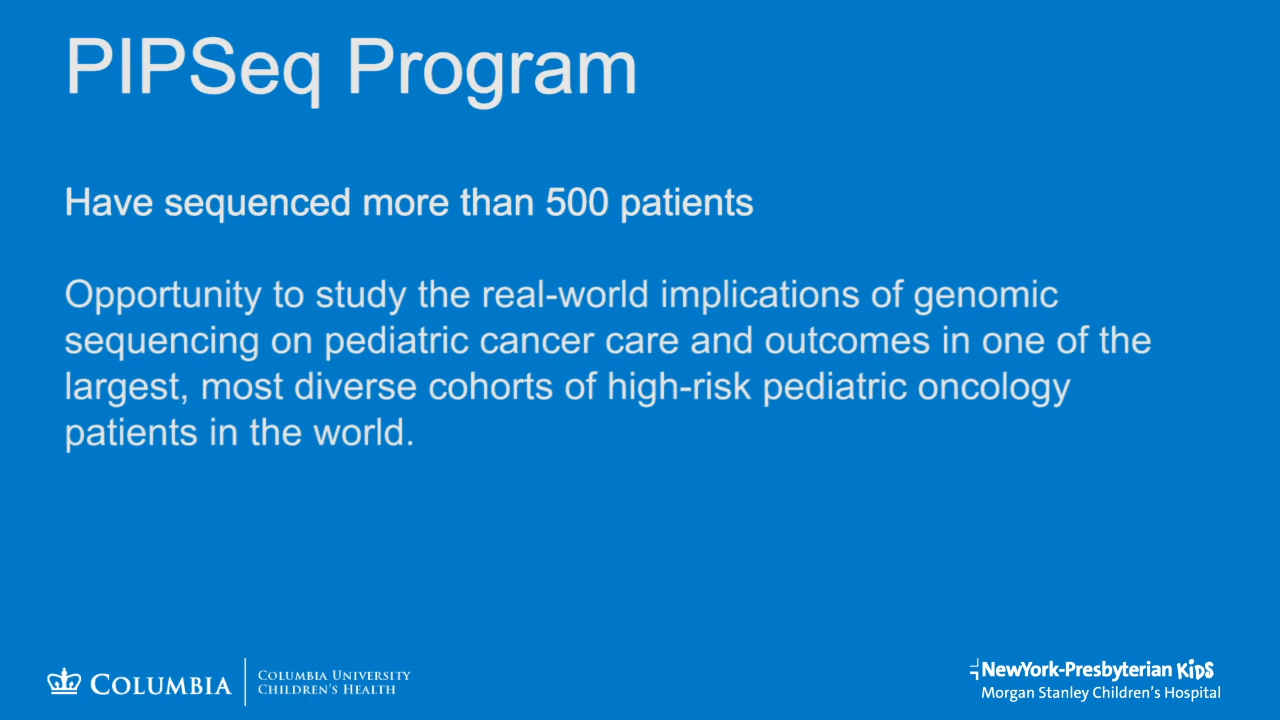 PIPSeq Program
Have sequenced more than 500 patients
Opportunity to study the real-world implications of genomic
sequencing on pediatric cancer care and outcomes in one of the
largest, most diverse cohorts of high-risk pediatric oncology
patients in the world.
COLUMBIA
COLUMBIA UNIVERSITY
CHILDREN'S HEALTH
NewYork-Presbyterian KiDS
Morgan Stanley Children's Hospital